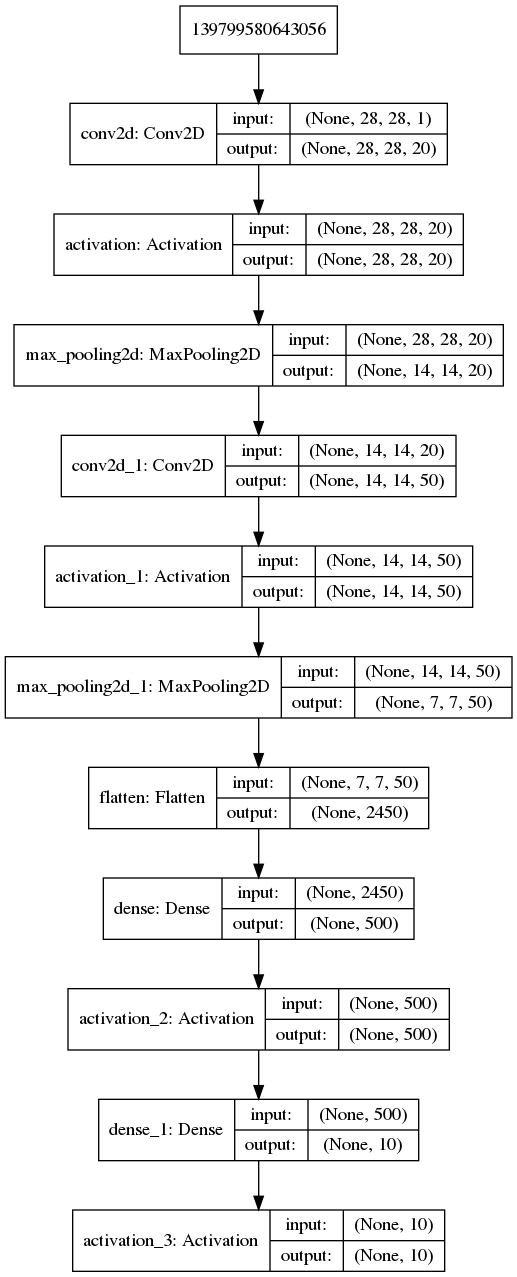 139799580643056
conv2d: Conv2D
input:
(None, 28, 28, 1)
output:
(None, 28, 28, 20)
activation: Activation
input:
(None, 28, 28, 20)
output:
(None, 28, 28, 20)
max_pooling2d: MaxPooling2D
input:
(None, 28, 28, 20)
output:
(None, 14, 14, 20)
conv2d_1: Conv2D
input:
(None, 14, 14, 20)
output:
(None, 14, 14, 50)
activation_1: Activation
input:
(None, 14, 14, 50)
output:
(None, 14, 14, 50)
max_pooling2d_1: MaxPooling2D
input:
(None, 14, 14, 50)
output:
(None, 7, 7, 50)
flatten: Flatten
input:
(None, 7, 7, 50)
output:
(None, 2450)
dense: Dense
input:
(None, 2450)
output:
(None, 500)
activation_2: Activation
input:
(None, 500)
output:
(None, 500)
dense_1: Dense
input:
(None, 500)
output:
(None, 10)
activation_3: Activation
input:
(None, 10)
output:
(None, 10)